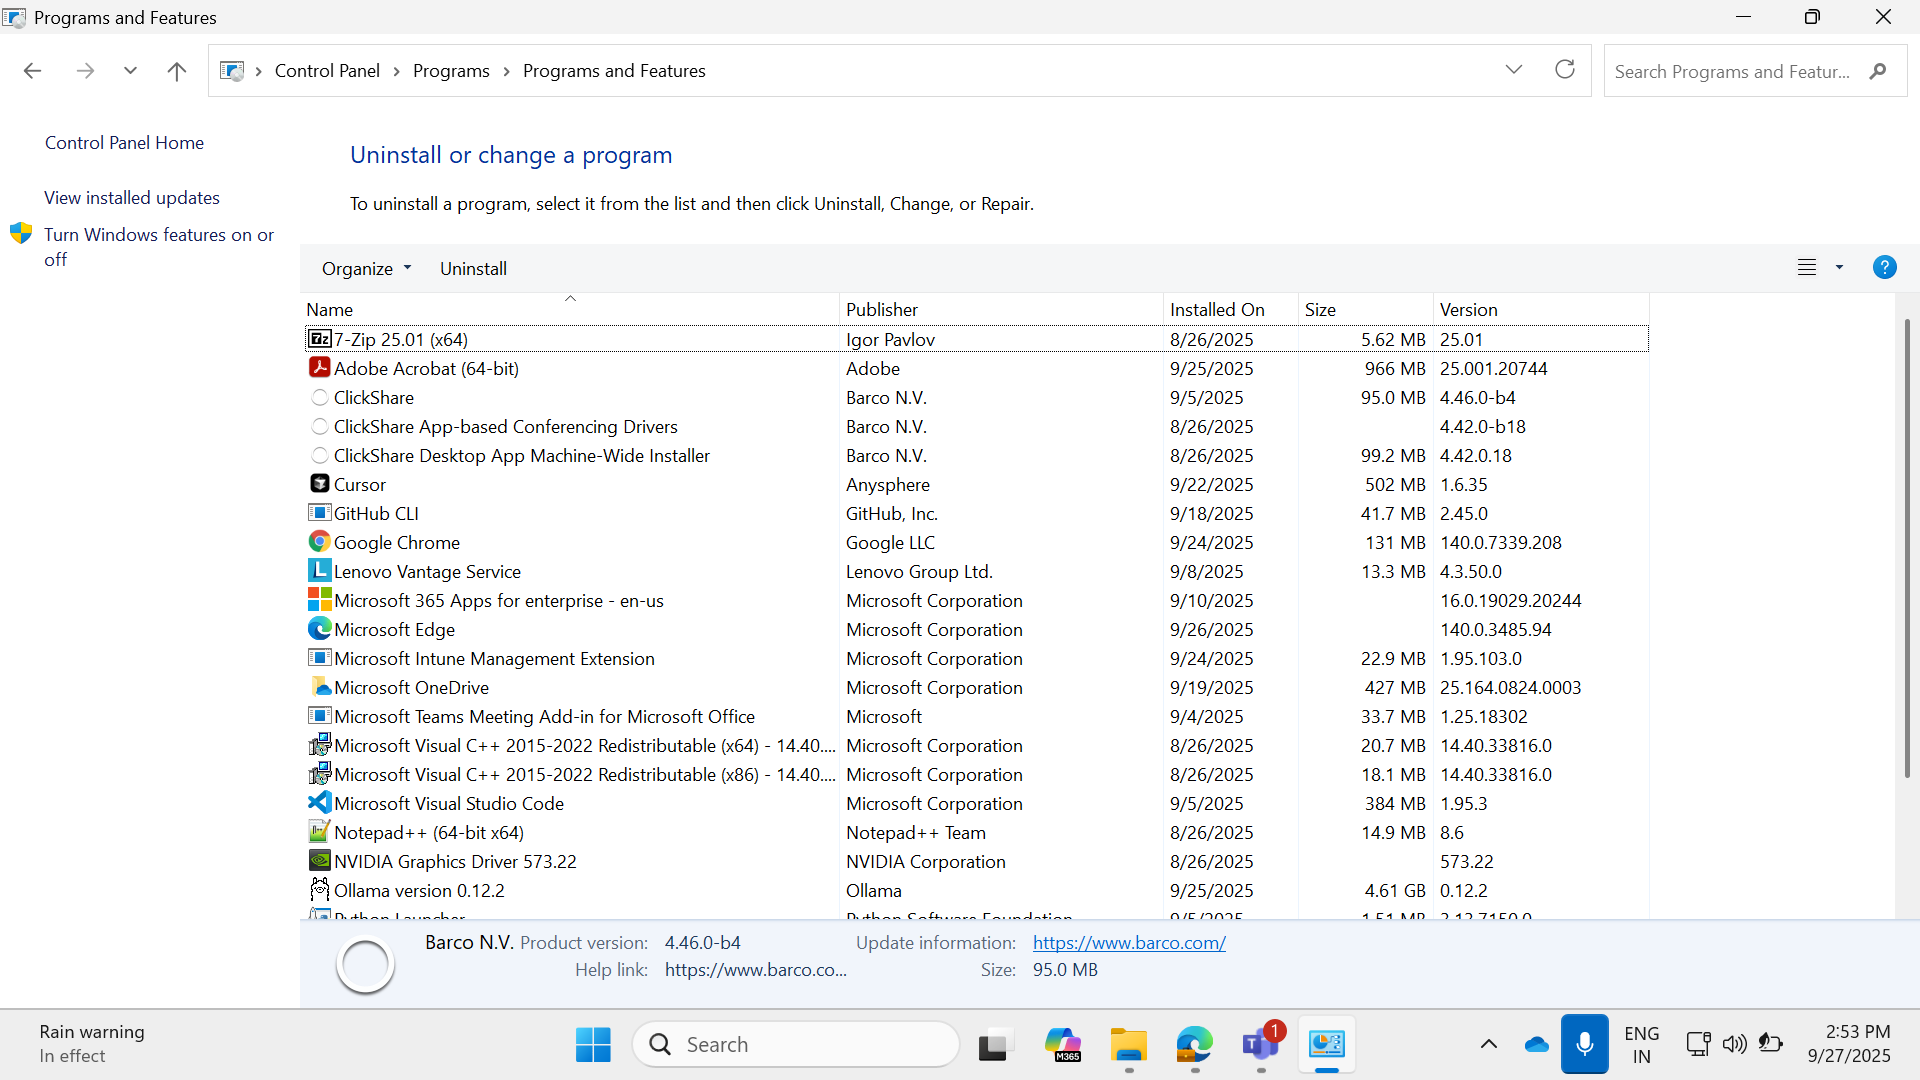 Programs and Features
Control Panel
Programs
Programs and Features
Search Programs and Featur...
Control Panel Home
View installed updates
Turn Windows features on or
off
Uninstall or change a program
To uninstall a program, select it from the list and then click Uninstall, Change, or Repair.
Organize Uninstall
Name Publisher Installed On Size Version
7-Zip 25.01 (x64) Igor Pavlov 8/26/2025 5.62 MB 25.01
Adobe Acrobat (64-bit) Adobe 9/25/2025 966 MB 25.001.20744
ClickShare Barco N.V. 9/5/2025 95.0 MB 4.46.0-b4
ClickShare App-based Conferencing Drivers Barco N.V. 8/26/2025 4.42.0-b18
ClickShare Desktop App Machine-Wide Installer Barco N.V. 8/26/2025 99.2 MB 4.42.0.18
Cursor Anysphere 9/22/2025 502 MB 1.6.35
GitHub CLI GitHub, Inc. 9/18/2025 41.7 MB 2.45.0
Google Chrome Google LLC 9/24/2025 131 MB 140.0.7339.208
Lenovo Vantage Service Lenovo Group Ltd. 9/8/2025 13.3 MB 4.3.50.0
Microsoft 365 Apps for enterprise - en-us Microsoft Corporation 9/10/2025 16.0.19029.20244
Microsoft Edge Microsoft Corporation 9/26/2025 140.0.3485.94
Microsoft Intune Management Extension Microsoft Corporation 9/24/2025 22.9 MB 1.95.103.0
Microsoft OneDrive Microsoft Corporation 9/19/2025 427 MB 25.164.0824.0003
Microsoft Teams Meeting Add-in for Microsoft Office Microsoft 9/4/2025 33.7 MB 1.25.18302
Microsoft Visual C++ 2015-2022 Redistributable (x64) - 14.40.... Microsoft Corporation 8/26/2025 20.7 MB 14.40.33816.0
Microsoft Visual C++ 2015-2022 Redistributable (x86) - 14.40.... Microsoft Corporation 8/26/2025 18.1 MB 14.40.33816.0
Microsoft Visual Studio Code Microsoft Corporation 9/5/2025 384 MB 1.95.3
Notepad++ (64-bit x64) Notepad++ Team 8/26/2025 14.9 MB 8.6
NVIDIA Graphics Driver 573.22 NVIDIA Corporation 8/26/2025 573.22
Ollama version 0.12.2 Ollama 9/25/2025 4.61 GB 0.12.2
Python Launcher Python Software Foundation 9/5/2025 1.51 MB 3.13.7150.0
Barco N.V. Product version: 4.46.0-b4 Update information: https://www.barco.com/
Help link: https://www.barco.co... Size: 95.0 MB
Rain warning
In effect
Search
M365
1
ENG
IN
2:53 PM
9/27/2025